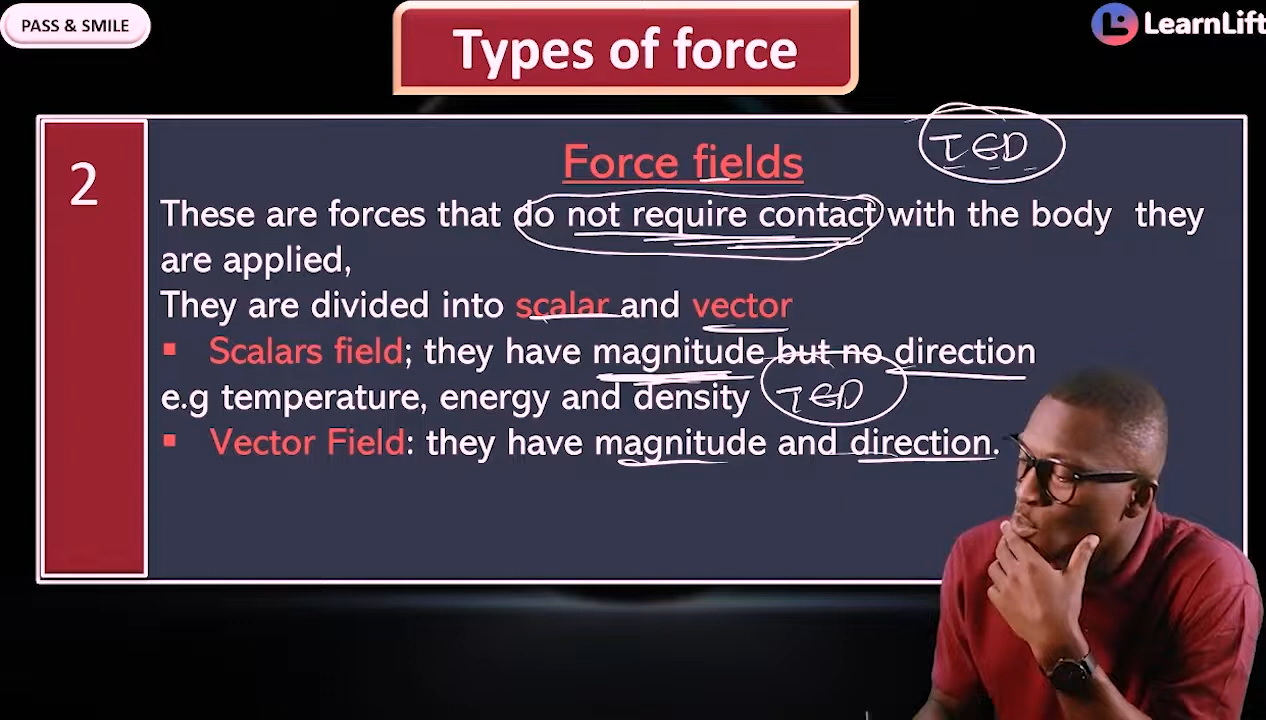 PASS & SMILE
LearnLift
Types of force
TED
2
Force fields
These are forces that do not require contact with the body they
are applied,
They are divided into scalar and vector
▪ Scalars field; they have magnitude but no direction
e.g temperature, energy and density TED
▪ Vector Field: they have magnitude and direction.